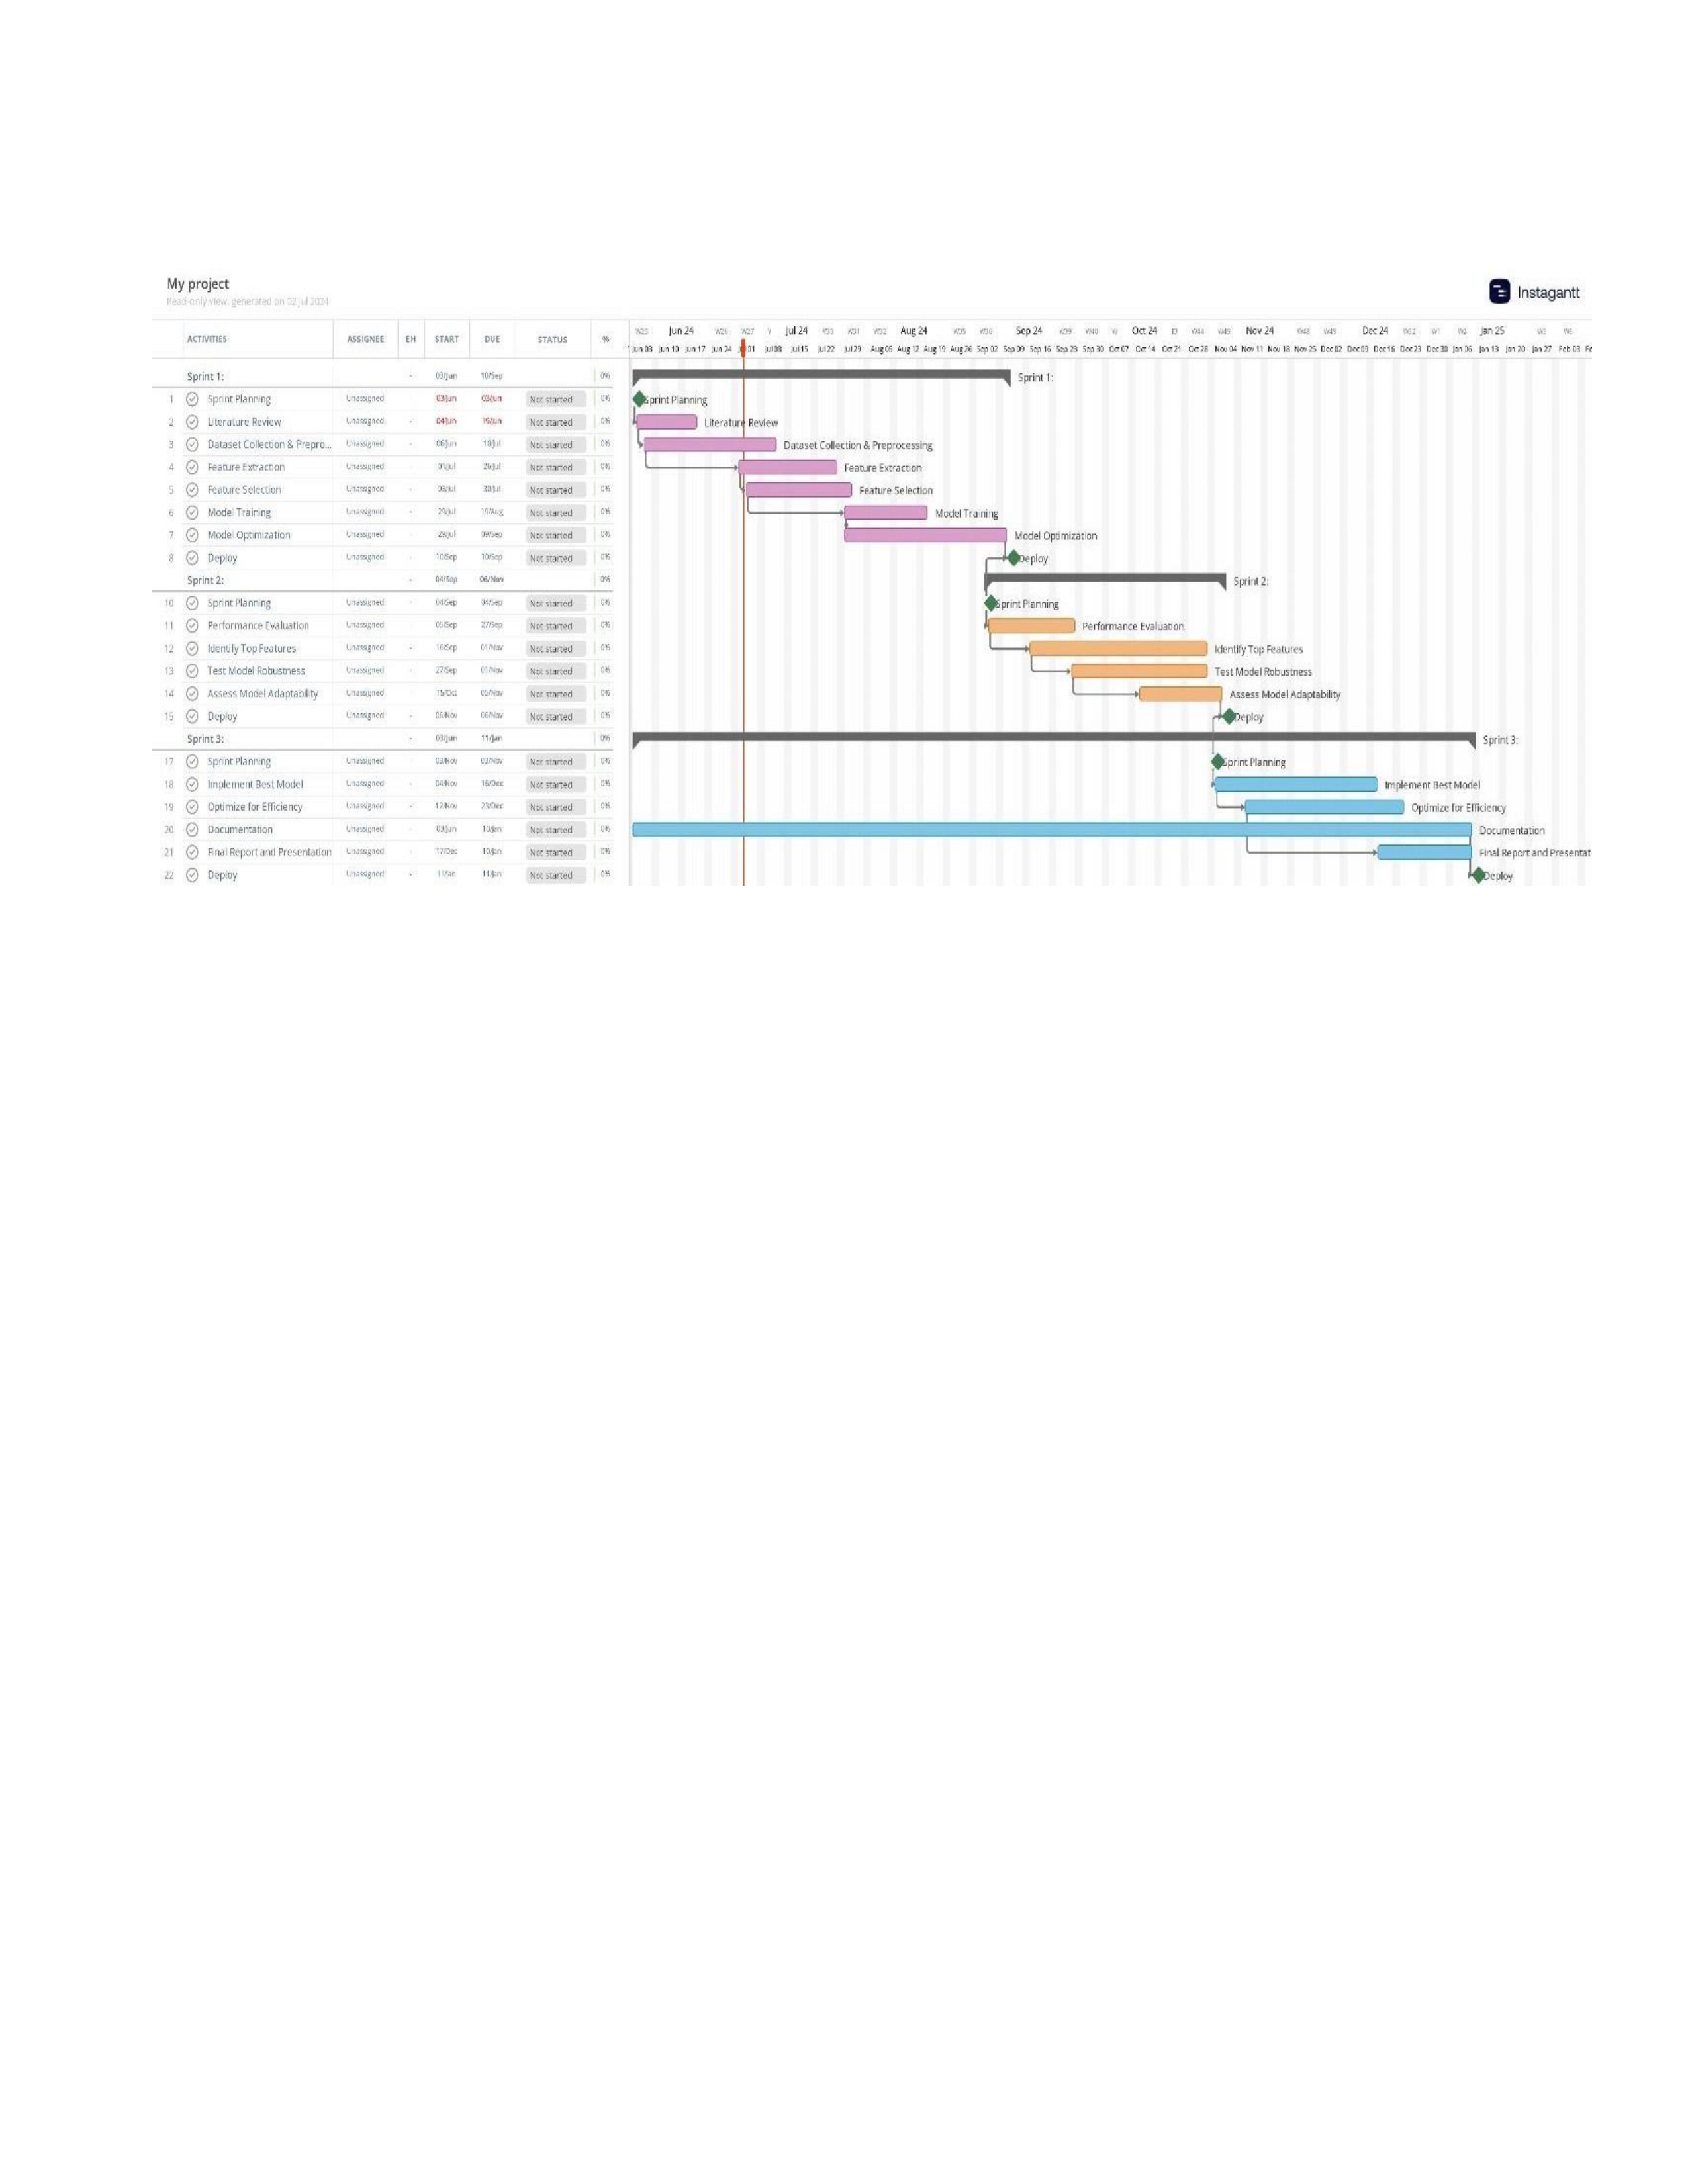 My project
Read-only view, generated on 02 Jul 2024
Instagantt
ACTIVITIES ASSIGNEE EH START DUE STATUS %
Jun 24 Jul 24 Aug 24 Sep 24 Oct 24 Nov 24 Dec 24 Jan 25
Jun 03 Jun 10 Jun 17 Jun 24 01 Jul 08 Jul 15 Jul 22 Jul 29 Aug 05 Aug 12 Aug 19 Aug 26 Sep 02 Sep 09 Sep 16 Sep 23 Sep 30 Oct 07 Oct 14 Oct 21 Oct 28 Nov 04 Nov 11 Nov 18 Nov 25 Dec 02 Dec 09 Dec 16 Dec 23 Dec 30 Jan 06 Jan 13 Jan 20 Jan 27 Feb 03
Sprint 1: - 03/Jun 10/Sep 0% Sprint 1:
1 Sprint Planning Unassigned 03/Jun 03/Jun Not started 0% Sprint Planning
2 Literature Review Unassigned - 04/Jun Not started 0% Literature Review
3 Dataset Collection & Prepro... Unassigned - 06/Jun 10/Jul Not started 0% Dataset Collection & Preprocessing
4 Feature Extraction Unassigned - 01/Jul 26/Jul Not started 0% Feature Extraction
5 Feature Selection Unassigned - 30/Jul Not started 0% Feature Selection
6 Model Training Unassigned - 29/Jul Not started 0% Model Training
7 Model Optimization Unassigned - 29/Jul 09/Sep Not started 0% Model Optimization
8 Deploy Unassigned 10/Sep 10/Sep Not started 0% Deploy
Sprint 2: - 04/Sep 06/Nov 0% Sprint 2:
10 Sprint Planning Unassigned - 04/Sep 04/Sep Not started 0% Sprint Planning
11 Performance Evaluation Unassigned - 05/Sep 27/Sep Not started 0% Performance Evaluation
12 Identify Top Features Unassigned - 16/Sep 01/Nov Not started 0% Identify Top Features
13 Test Model Robustness Unassigned 27/Sep 01/Nov Not started 0% Test Model Robustness
14 Assess Model Adaptability Unassigned - 15/Oct 05/Nov Not started 0% Assess Model Adaptability
15 Deploy Unassigned - 06/Nov 06/Nov Not started 0% Deploy
Sprint 3: - 03/Jun 11/Jan 0% Sprint 3:
17 Sprint Planning Unassigned - 03/Nov 03/Nov Not started 0% Sprint Planning
18 Implement Best Model Unassigned 04/Nov 16/Dec Not started 0% Implement Best Model
19 Optimize for Efficiency Unassigned - 12/Nov 23/Dec Not started 0% Optimize for Efficiency
20 Documentation Unassigned 03/Jun 10/Jan Not started 0% Documentation
21 Final Report and Presentation Unassigned 17/Dec 10/Jan Not started 0% Final Report and Presentat
22 Deploy Unassigned - 11/Jan 11/Jan Not started 0% Deploy